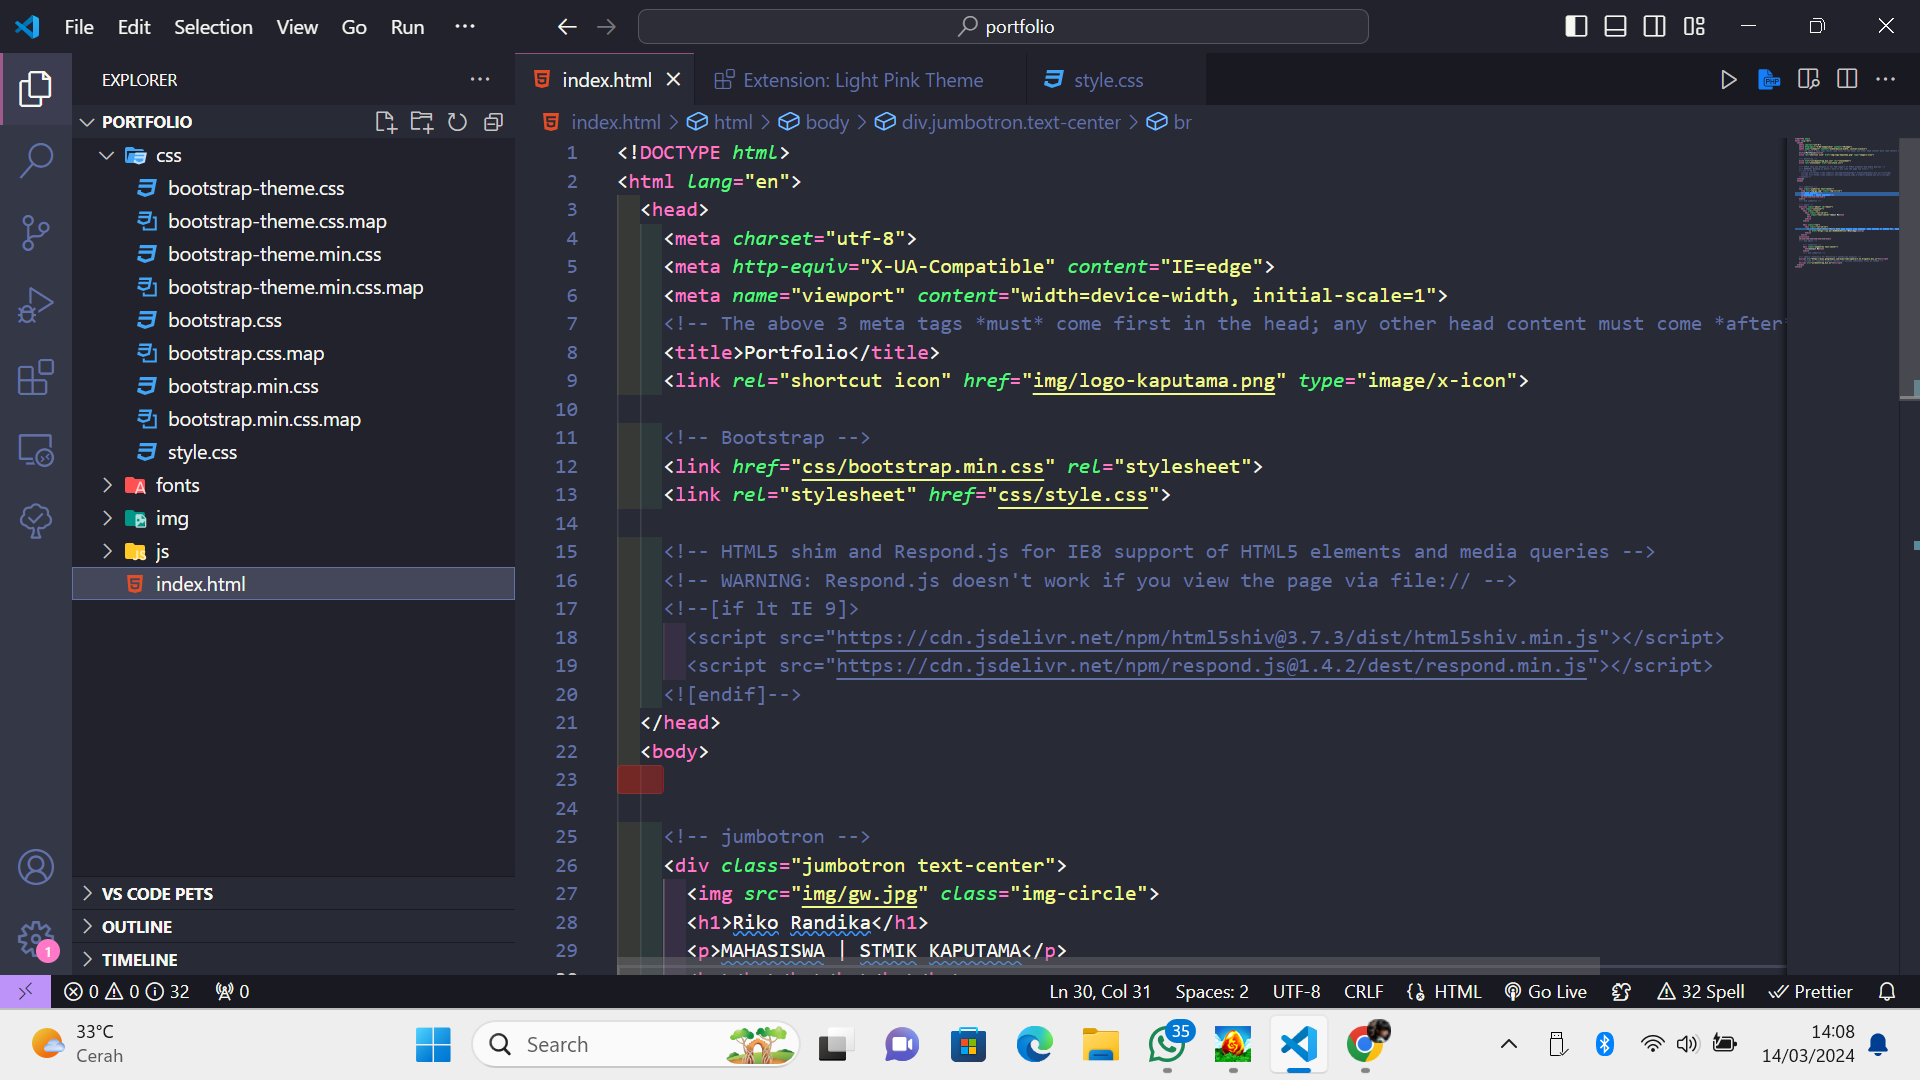 File Edit Selection View Go Run ···
portfolio
EXPLORER
PORTFOLIO
css
bootstrap-theme.css
bootstrap-theme.css.map
bootstrap-theme.min.css
bootstrap-theme.min.css.map
bootstrap.css
bootstrap.css.map
bootstrap.min.css
bootstrap.min.css.map
style.css
fonts
img
js
index.html
VS CODE PETS
OUTLINE
TIMELINE
1
index.html Extension: Light Pink Theme style.css
index.html > html > body > div.jumbotron.text-center > br
1 <!DOCTYPE html>
2 <html lang="en">
3 <head>
4 <meta charset="utf-8">
5 <meta http-equiv="X-UA-Compatible" content="IE=edge">
6 <meta name="viewport" content="width=device-width, initial-scale=1">
7 <!-- The above 3 meta tags *must* come first in the head; any other head content must come *after
8 <title>Portfolio</title>
9 <link rel="shortcut icon" href="img/logo-kaputama.png" type="image/x-icon">
10
11 <!-- Bootstrap -->
12 <link href="css/bootstrap.min.css" rel="stylesheet">
13 <link rel="stylesheet" href="css/style.css">
14
15 <!-- HTML5 shim and Respond.js for IE8 support of HTML5 elements and media queries -->
16 <!-- WARNING: Respond.js doesn't work if you view the page via file:// -->
17 <!--[if lt IE 9]>
18 <script src="https://cdn.jsdelivr.net/npm/html5shiv@3.7.3/dist/html5shiv.min.js"></script>
19 <script src="https://cdn.jsdelivr.net/npm/respond.js@1.4.2/dest/respond.min.js"></script>
20 <![endif]-->
21 </head>
22 <body>
23
24
25 <!-- jumbotron -->
26 <div class="jumbotron text-center">
27 <img src="img/gw.jpg" class="img-circle">
28 <h1>Riko Randika</h1>
29 <p>MAHASISWA | STMIK KAPUTAMA</p>
0 0 32 0 Ln 30, Col 31 Spaces: 2 UTF-8 CRLF HTML Go Live 32 Spell Prettier
33°C
Cerah
Search
35
14:08
14/03/2024